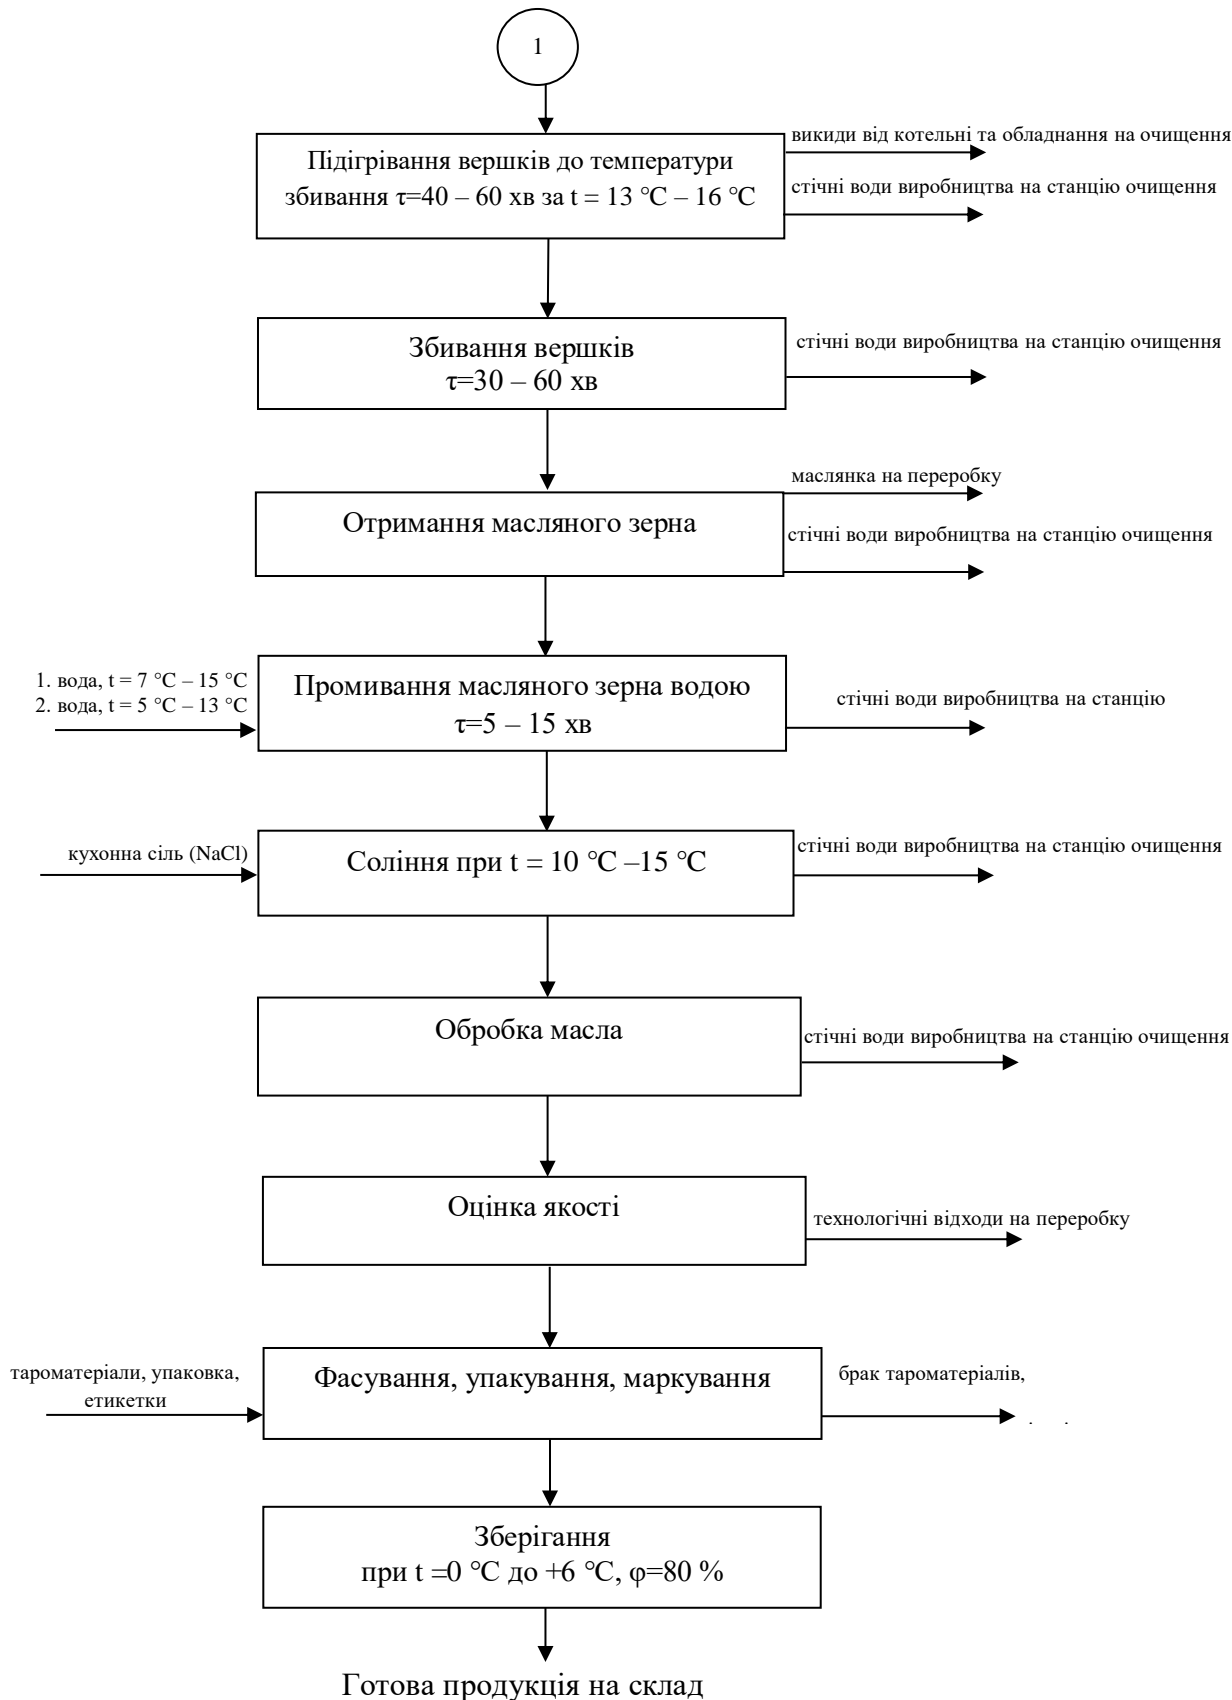 1
Підігрівання вершків до температури
збивання τ=40 – 60 хв за t = 13 °C – 16 °C
викиди від котельні та обладнання на очищення
стічні води виробництва на станцію очищення
Збивання вершків
τ=30 – 60 хв
стічні води виробництва на станцію очищення
маслянка на переробку
Отримання масляного зерна
стічні води виробництва на станцію очищення
1. вода, t = 7 °C – 15 °C
2. вода, t = 5 °C – 13 °C
Промивання масляного зерна водою
τ=5 – 15 хв
стічні води виробництва на станцію
кухонна сіль (NaCl)
Соління при t = 10 °C –15 °C
стічні води виробництва на станцію очищення
Обробка масла
стічні води виробництва на станцію очищення
Оцінка якості
технологічні відходи на переробку
тароматеріали, упаковка,
етикетки
Фасування, упакування, маркування
брак тароматеріалів,
Зберігання
при t =0 °C до +6 °C, φ=80 %
Готова продукція на склад